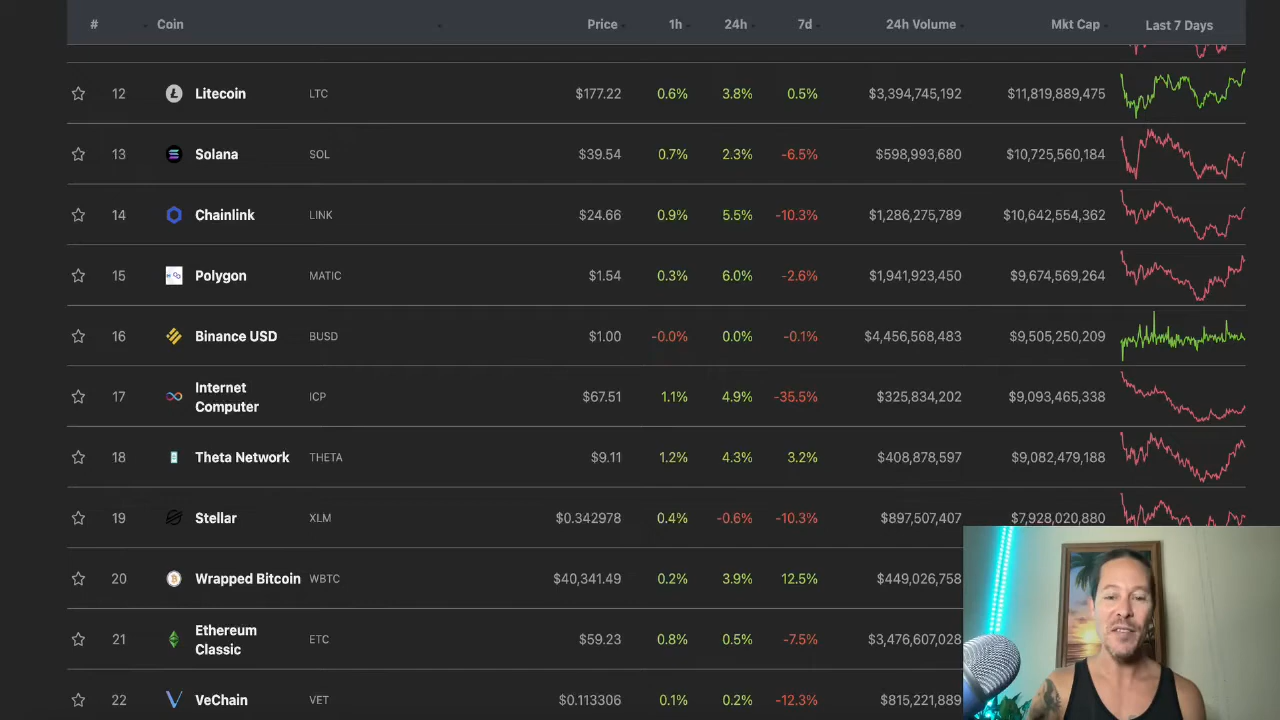 # Coin Price 1h 24h 7d 24h Volume Mkt Cap Last 7 Days
12 Litecoin LTC $177.22 0.6% 3.8% 0.5% $3,394,745,192 $11,819,889,475
13 Solana SOL $39.54 0.7% 2.3% -6.5% $598,993,680 $10,725,560,184
14 Chainlink LINK $24.66 0.9% 5.5% -10.3% $1,286,275,789 $10,642,554,362
15 Polygon MATIC $1.54 0.3% 6.0% -2.6% $1,941,923,450 $9,674,569,264
16 Binance USD BUSD $1.00 -0.0% 0.0% -0.1% $4,456,568,483 $9,505,250,209
17 Internet Computer ICP $67.51 1.1% 4.9% -35.5% $325,834,202 $9,093,465,338
18 Theta Network THETA $9.11 1.2% 4.3% 3.2% $408,878,597 $9,082,479,188
19 Stellar XLM $0.342978 0.4% -0.6% -10.3% $897,507,407 $7,928,020,880
20 Wrapped Bitcoin WBTC $40,341.49 0.2% 3.9% 12.5% $449,026,758
21 Ethereum Classic ETC $59.23 0.8% 0.5% -7.5% $3,476,607,028
22 VeChain VET $0.113306 0.1% 0.2% -12.3% $815,221,889